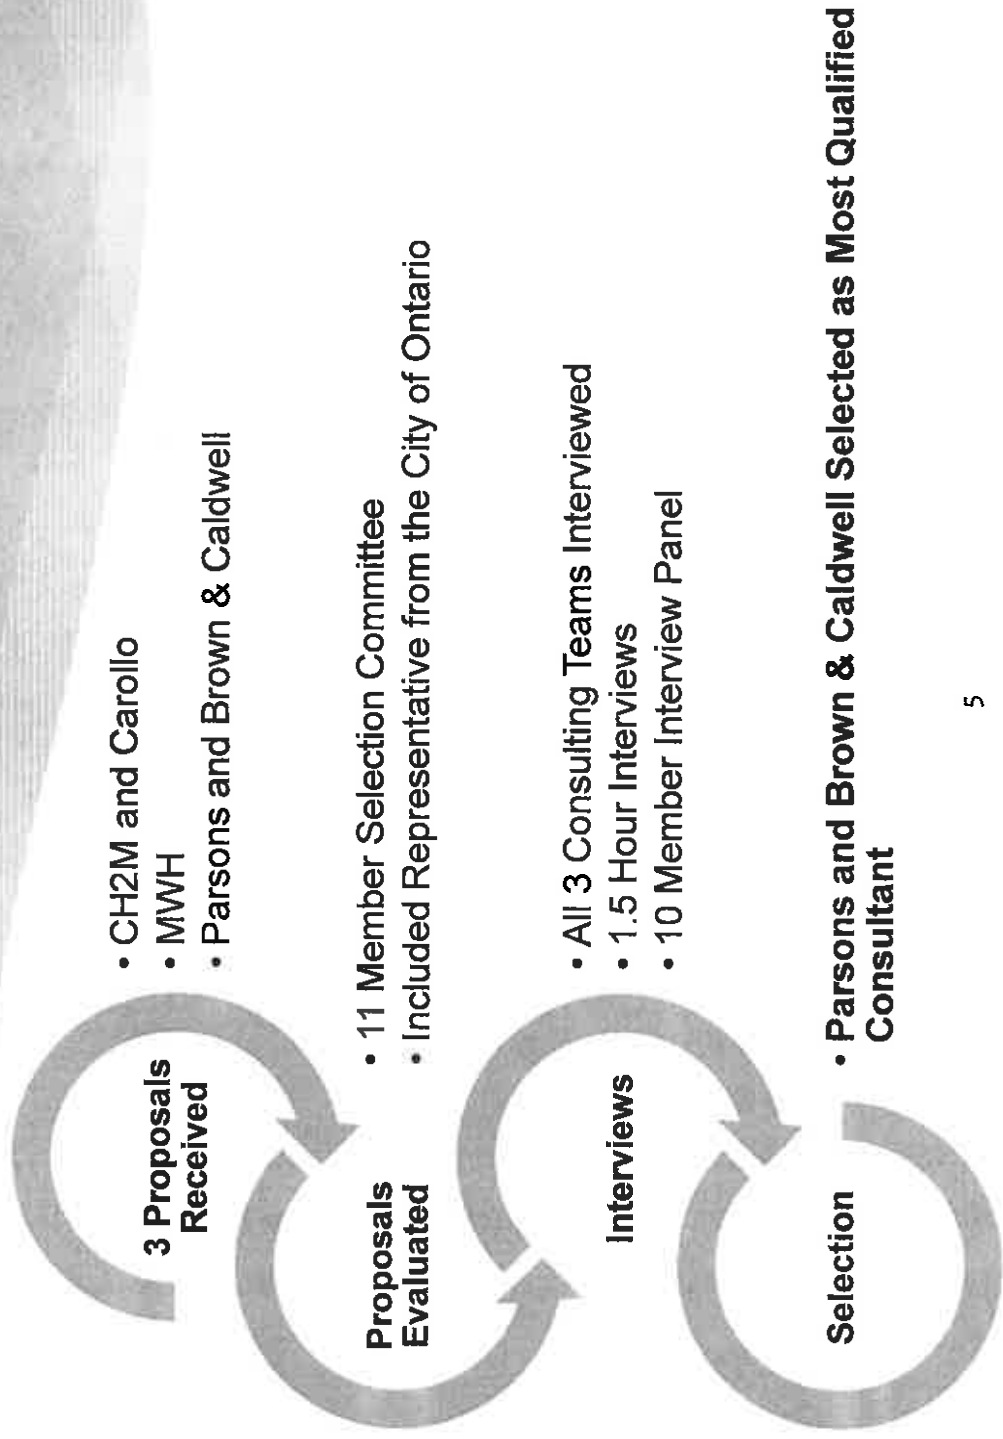 3 Proposals
Received
• CH2M and Carollo
• MWH
• Parsons and Brown & Caldwell
Proposals
Evaluated
• 11 Member Selection Committee
• Included Representative from the City of Ontario
Interviews
• All 3 Consulting Teams Interviewed
• 1.5 Hour Interviews
• 10 Member Interview Panel
Selection
• Parsons and Brown & Caldwell Selected as Most Qualified
Consultant
5